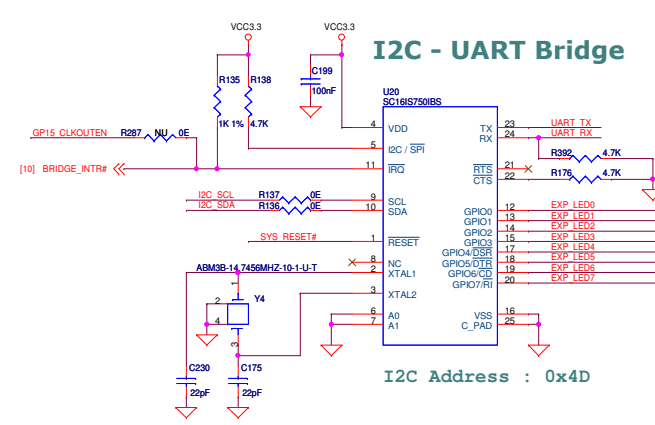 VCC3.3
VCC3.3
I2C - UART Bridge
R135
R138
C199
100nF
U20
SC16IS750IBS
1K 1%
4.7K
GP15_CLKOUTEN
R287
NU
0E
[10] BRIDGE_INTR#
4
VDD
5
I2C / SPI
11
IRQ
I2C_SCL
R137
0E
9
SCL
I2C_SDA
R136
0E
10
SDA
SYS_RESET#
1
RESET
8
NC
ABM3B-14.7456MHZ-10-1-U-T
2
XTAL1
3
XTAL2
6
A0
7
A1
TX
23
UART_TX
RX
24
UART_RX
R392
4.7K
RTS
21
CTS
22
R176
4.7K
GPIO0
12
EXP_LED0
GPIO1
13
EXP_LED1
GPIO2
14
EXP_LED2
GPIO3
15
EXP_LED3
GPIO4/DSR
17
EXP_LED4
GPIO5/DTR
18
EXP_LED5
GPIO6/CD
19
EXP_LED6
GPIO7/RI
20
EXP_LED7
VSS
16
C_PAD
25
1
2
Y4
4
3
C230
22pF
C175
22pF
I2C Address : 0x4D